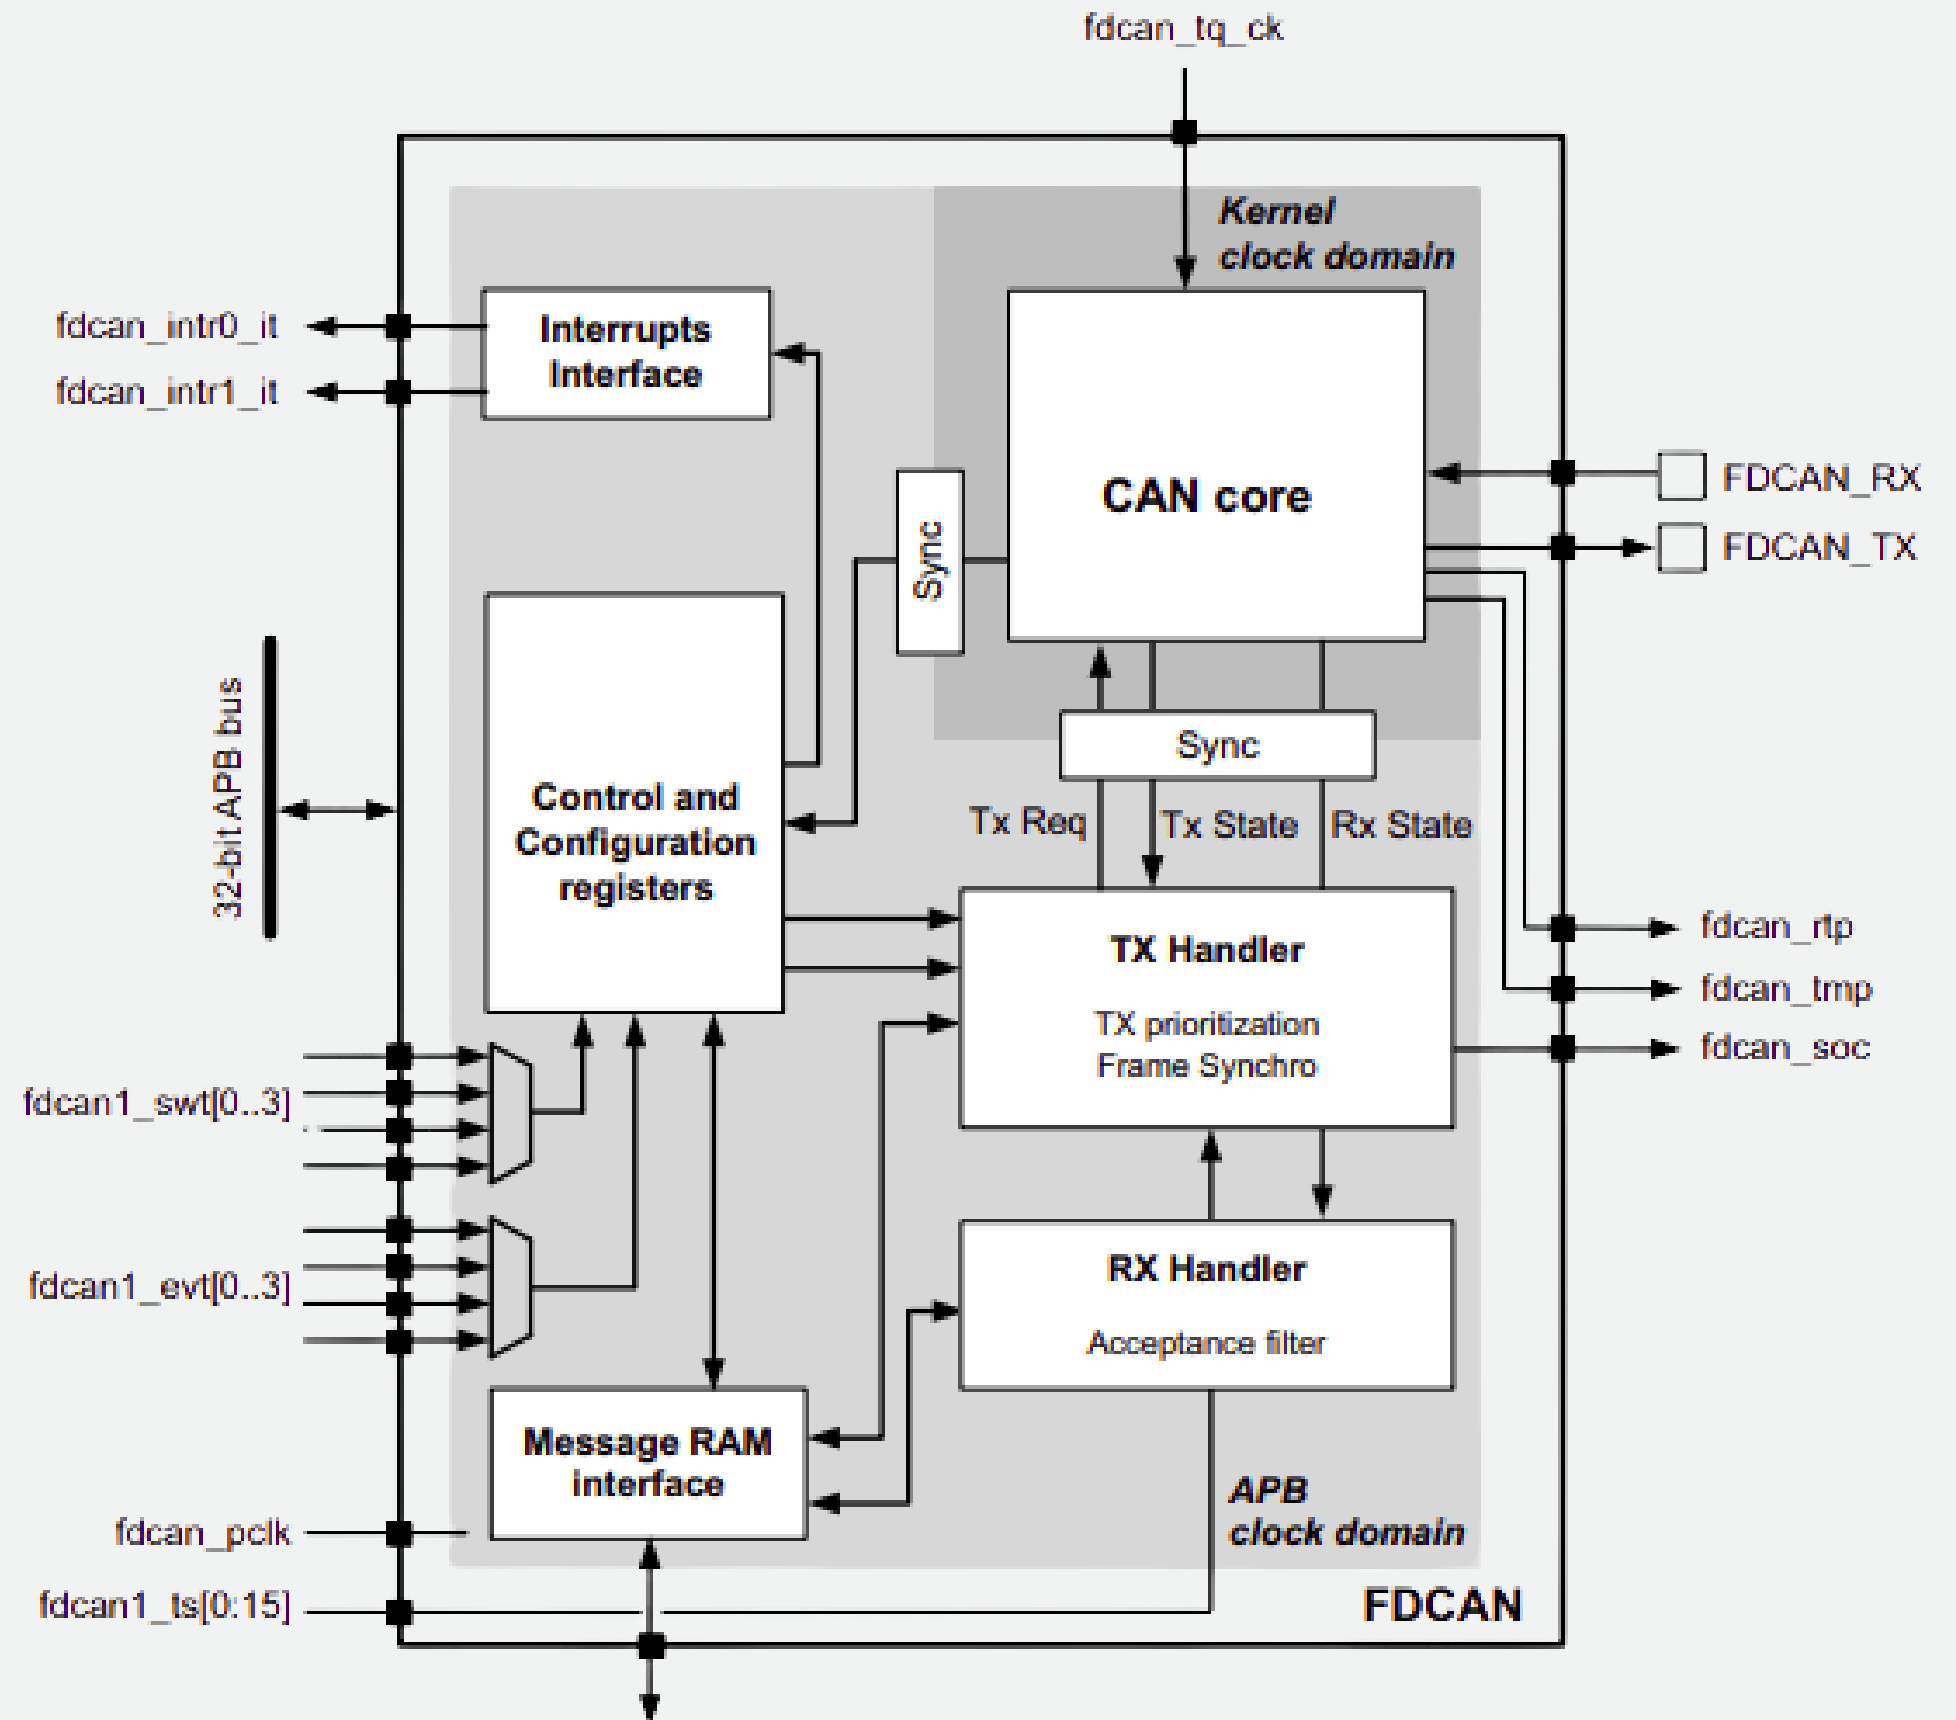 fdcan_tq_ck
Kernel
clock domain
fdcan_intr0_it
fdcan_intr1_it
Interrupts
Interface
CAN core
FDCAN_RX
FDCAN_TX
Sync
Sync
32-bit APB bus
Control and
Configuration
registers
Tx Req
Tx State
Rx State
TX Handler
TX prioritization
Frame Synchro
fdcan_rtp
fdcan_tmp
fdcan_soc
fdcan1_swt[0..3]
fdcan1_evt[0..3]
RX Handler
Acceptance filter
Message RAM
interface
APB
clock domain
fdcan_pclk
fdcan1_ts[0:15]
FDCAN